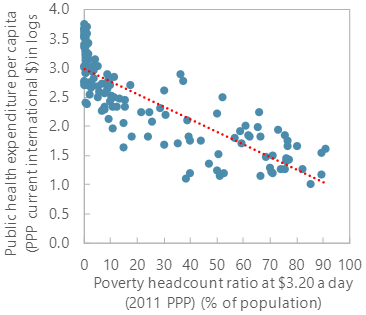 Public health expenditure per capita
(PPP current international $) in logs
4.0
3.5
3.0
2.5
2.0
1.5
1.0
0.5
0.0
0 10 20 30 40 50 60 70 80 90 100
Poverty headcount ratio at $3.20 a day
(2011 PPP) (% of population)